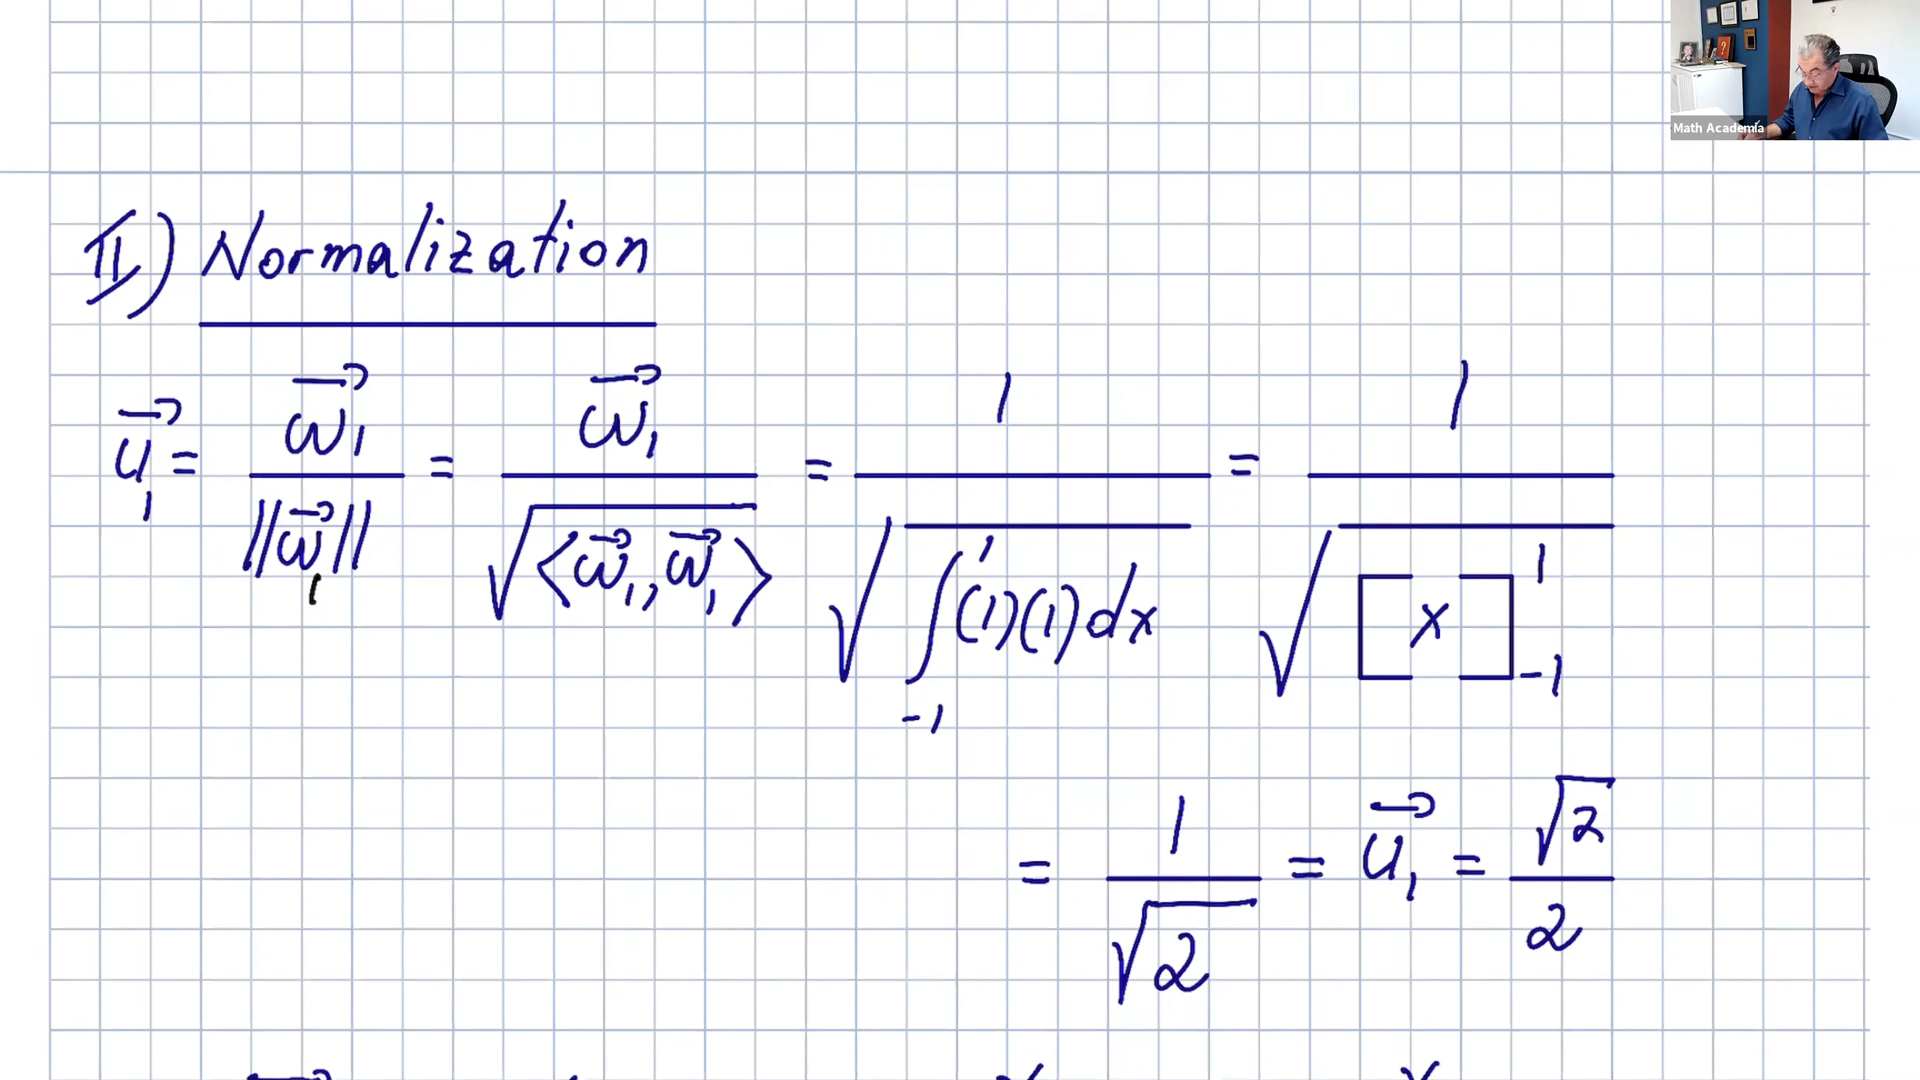 Math Academia
II) Normalization
u⃗₁ = w⃗₁ / ||w⃗₁|| = w⃗₁ / √⟨w⃗₁, w⃗₁⟩ = 1 / √(∫₋₁¹ (1)(1) dx) = 1 / √([x]₋₁¹)
= 1 / √2 = u⃗₁ = √2 / 2